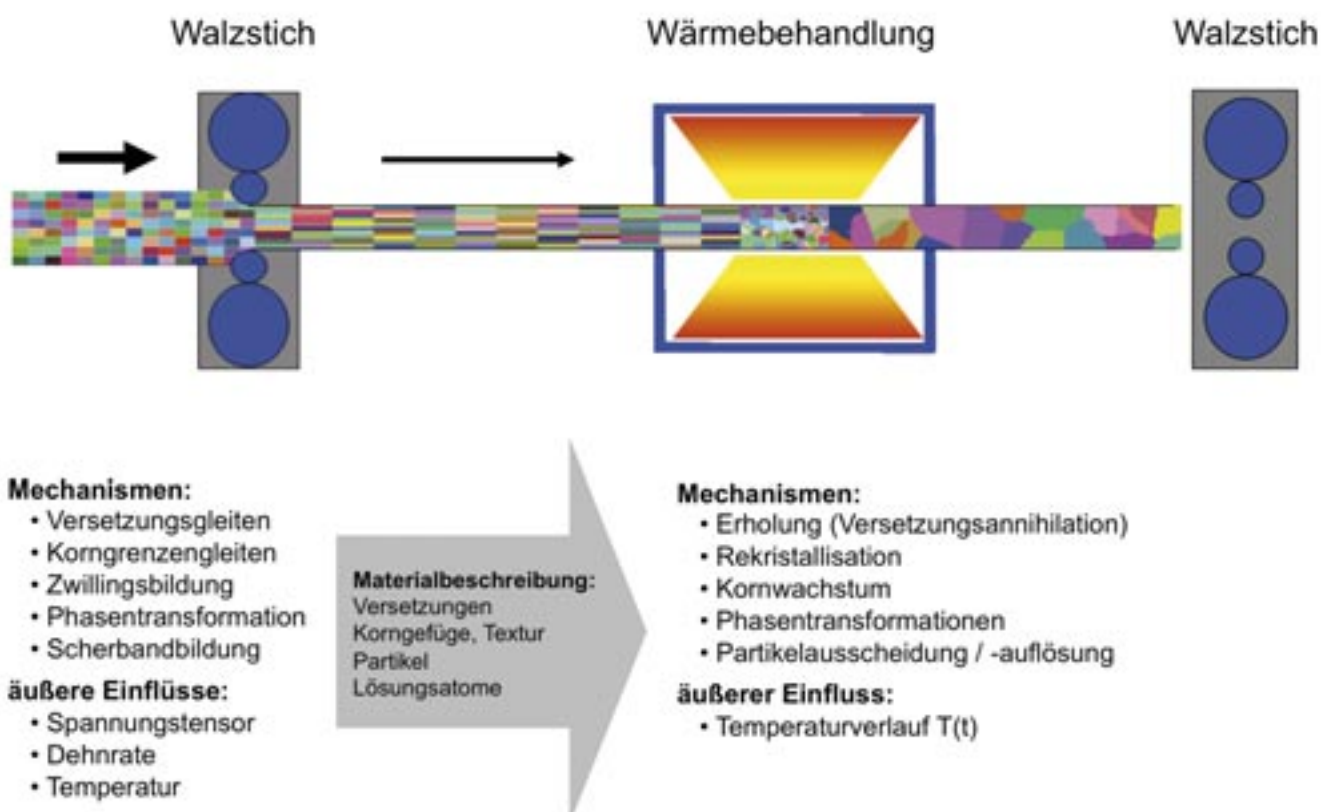 Walzstich
Wärmebehandlung
Walzstich
Mechanismen:
• Versetzungsgleiten
• Korngrenzengleiten
• Zwillingsbildung
• Phasentransformation
• Scherbandbildung
äußere Einflüsse:
• Spannungstensor
• Dehnrate
• Temperatur
Materialbeschreibung:
Versetzungen
Korngefüge, Textur
Partikel
Lösungsatome
Mechanismen:
• Erholung (Versetzungsannihilation)
• Rekristallisation
• Kornwachstum
• Phasentransformationen
• Partikelausscheidung / -auflösung
äußerer Einfluss:
• Temperaturverlauf T(t)